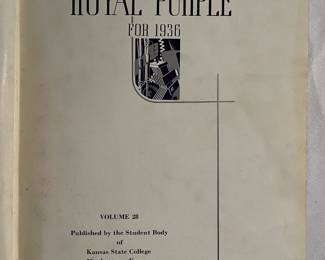 ROYAL PURPLE
FOR 1936
VOLUME 28
Published by the Student Body
of
Kansas State College